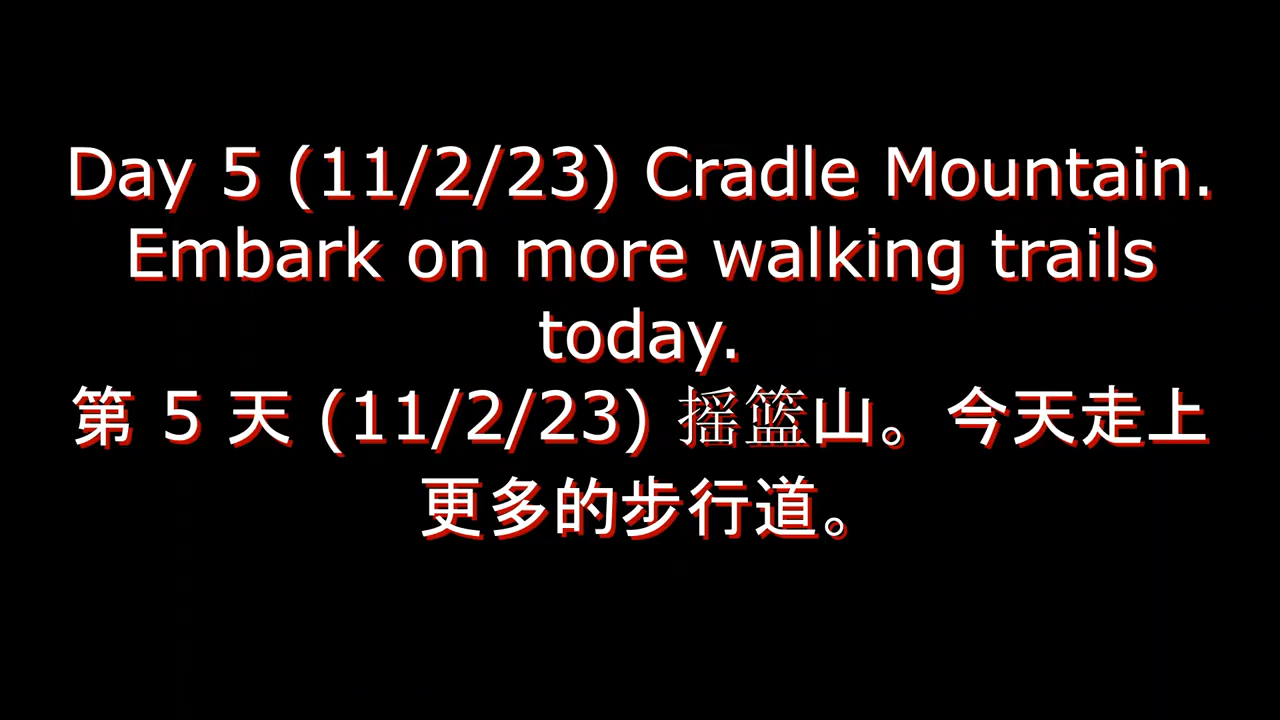 Day 5 (11/2/23) Cradle Mountain.
Embark on more walking trails
today.
第 5 天 (11/2/23) 摇篮山。今天走上
更多的步行道。